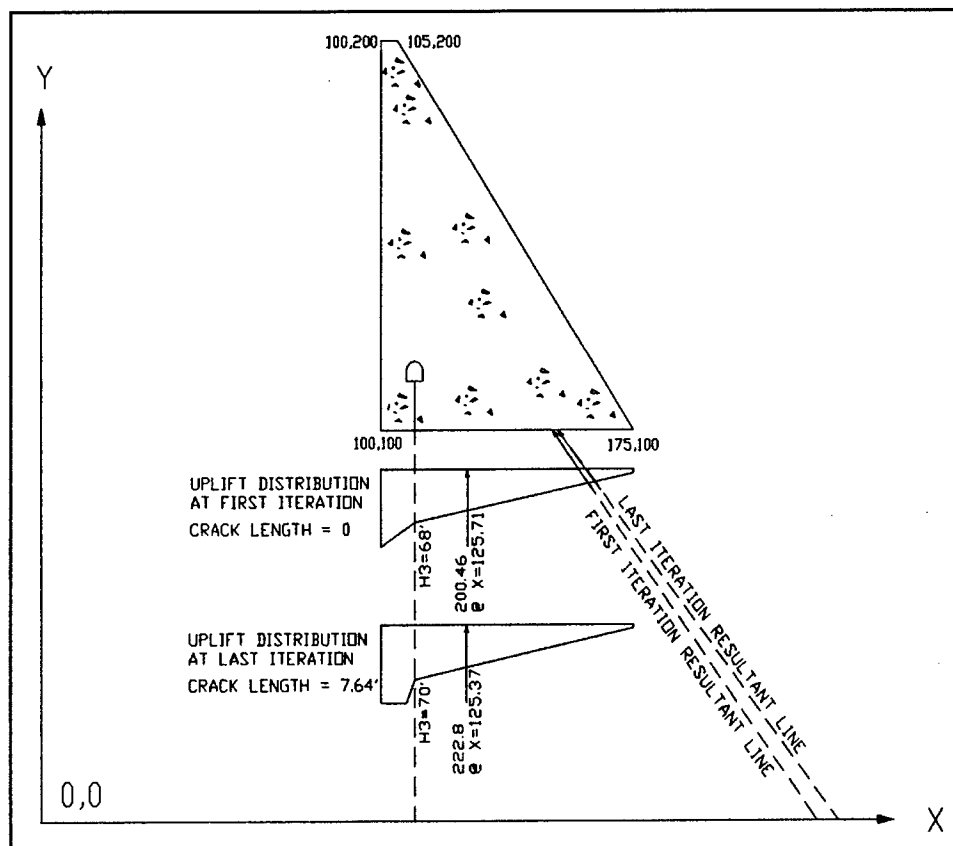 100,200
105,200
Y
100,100
175,100
UPLIFT DISTRIBUTION
AT FIRST ITERATION
CRACK LENGTH = 0
H3=68'
200.46
@ X=125.71
LAST ITERATION RESULTANT LINE
FIRST ITERATION RESULTANT LINE
UPLIFT DISTRIBUTION
AT LAST ITERATION
CRACK LENGTH = 7.64'
H3=70'
222.8
@ X=125.37
0,0
X